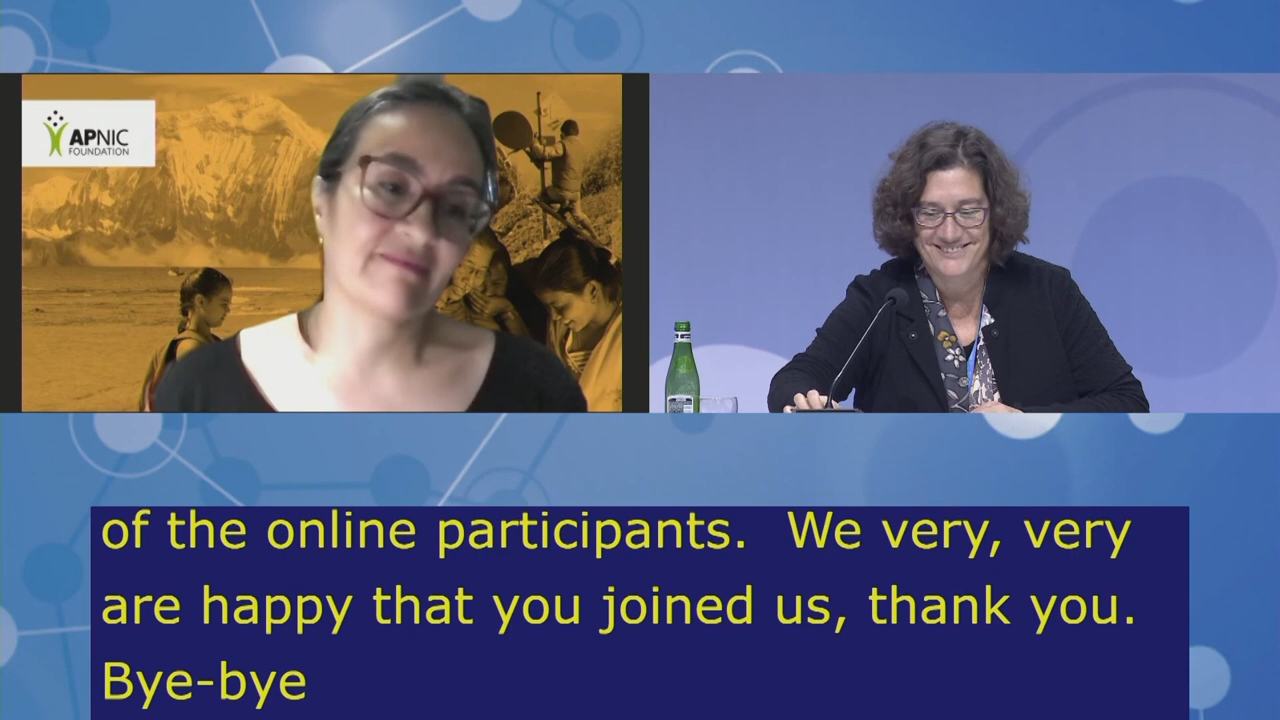 APNIC
FOUNDATION
of the online participants.  We very, very
are happy that you joined us, thank you.
Bye-bye